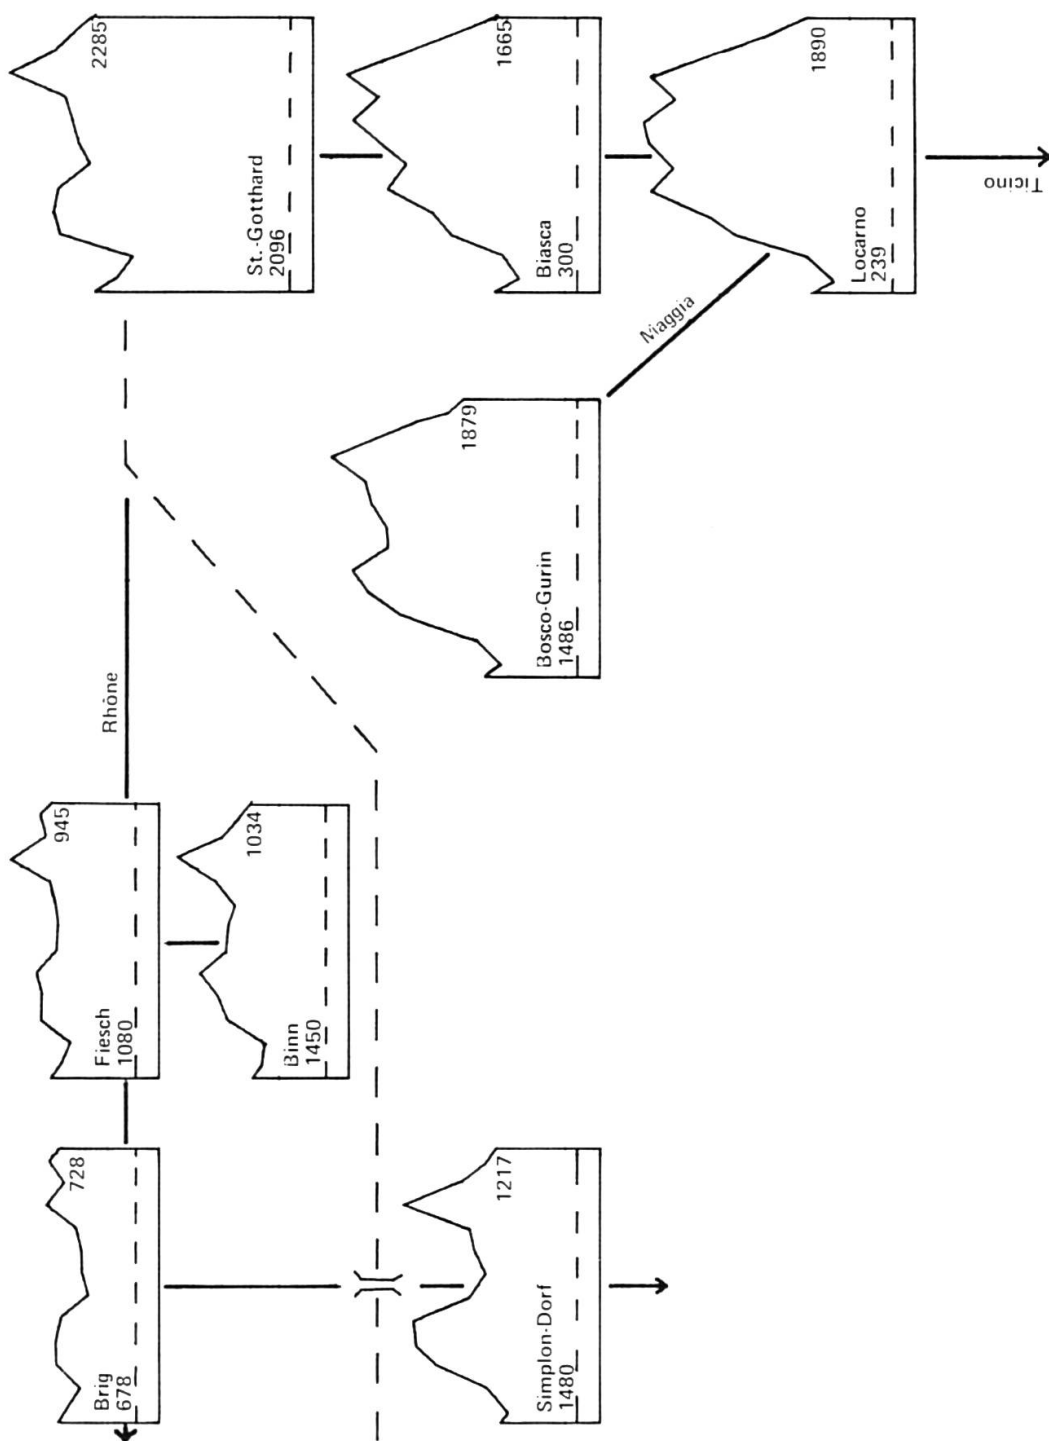 2285
St.-Gotthard
2096
1665
Biasca
300
1890
Locarno
239
Ticino
Maggia
1879
Bosco-Gurin
1486
Rhône
945
Fiesch
1080
1034
Binn
1450
728
Brig
678
1217
Simplon-Dorf
1480